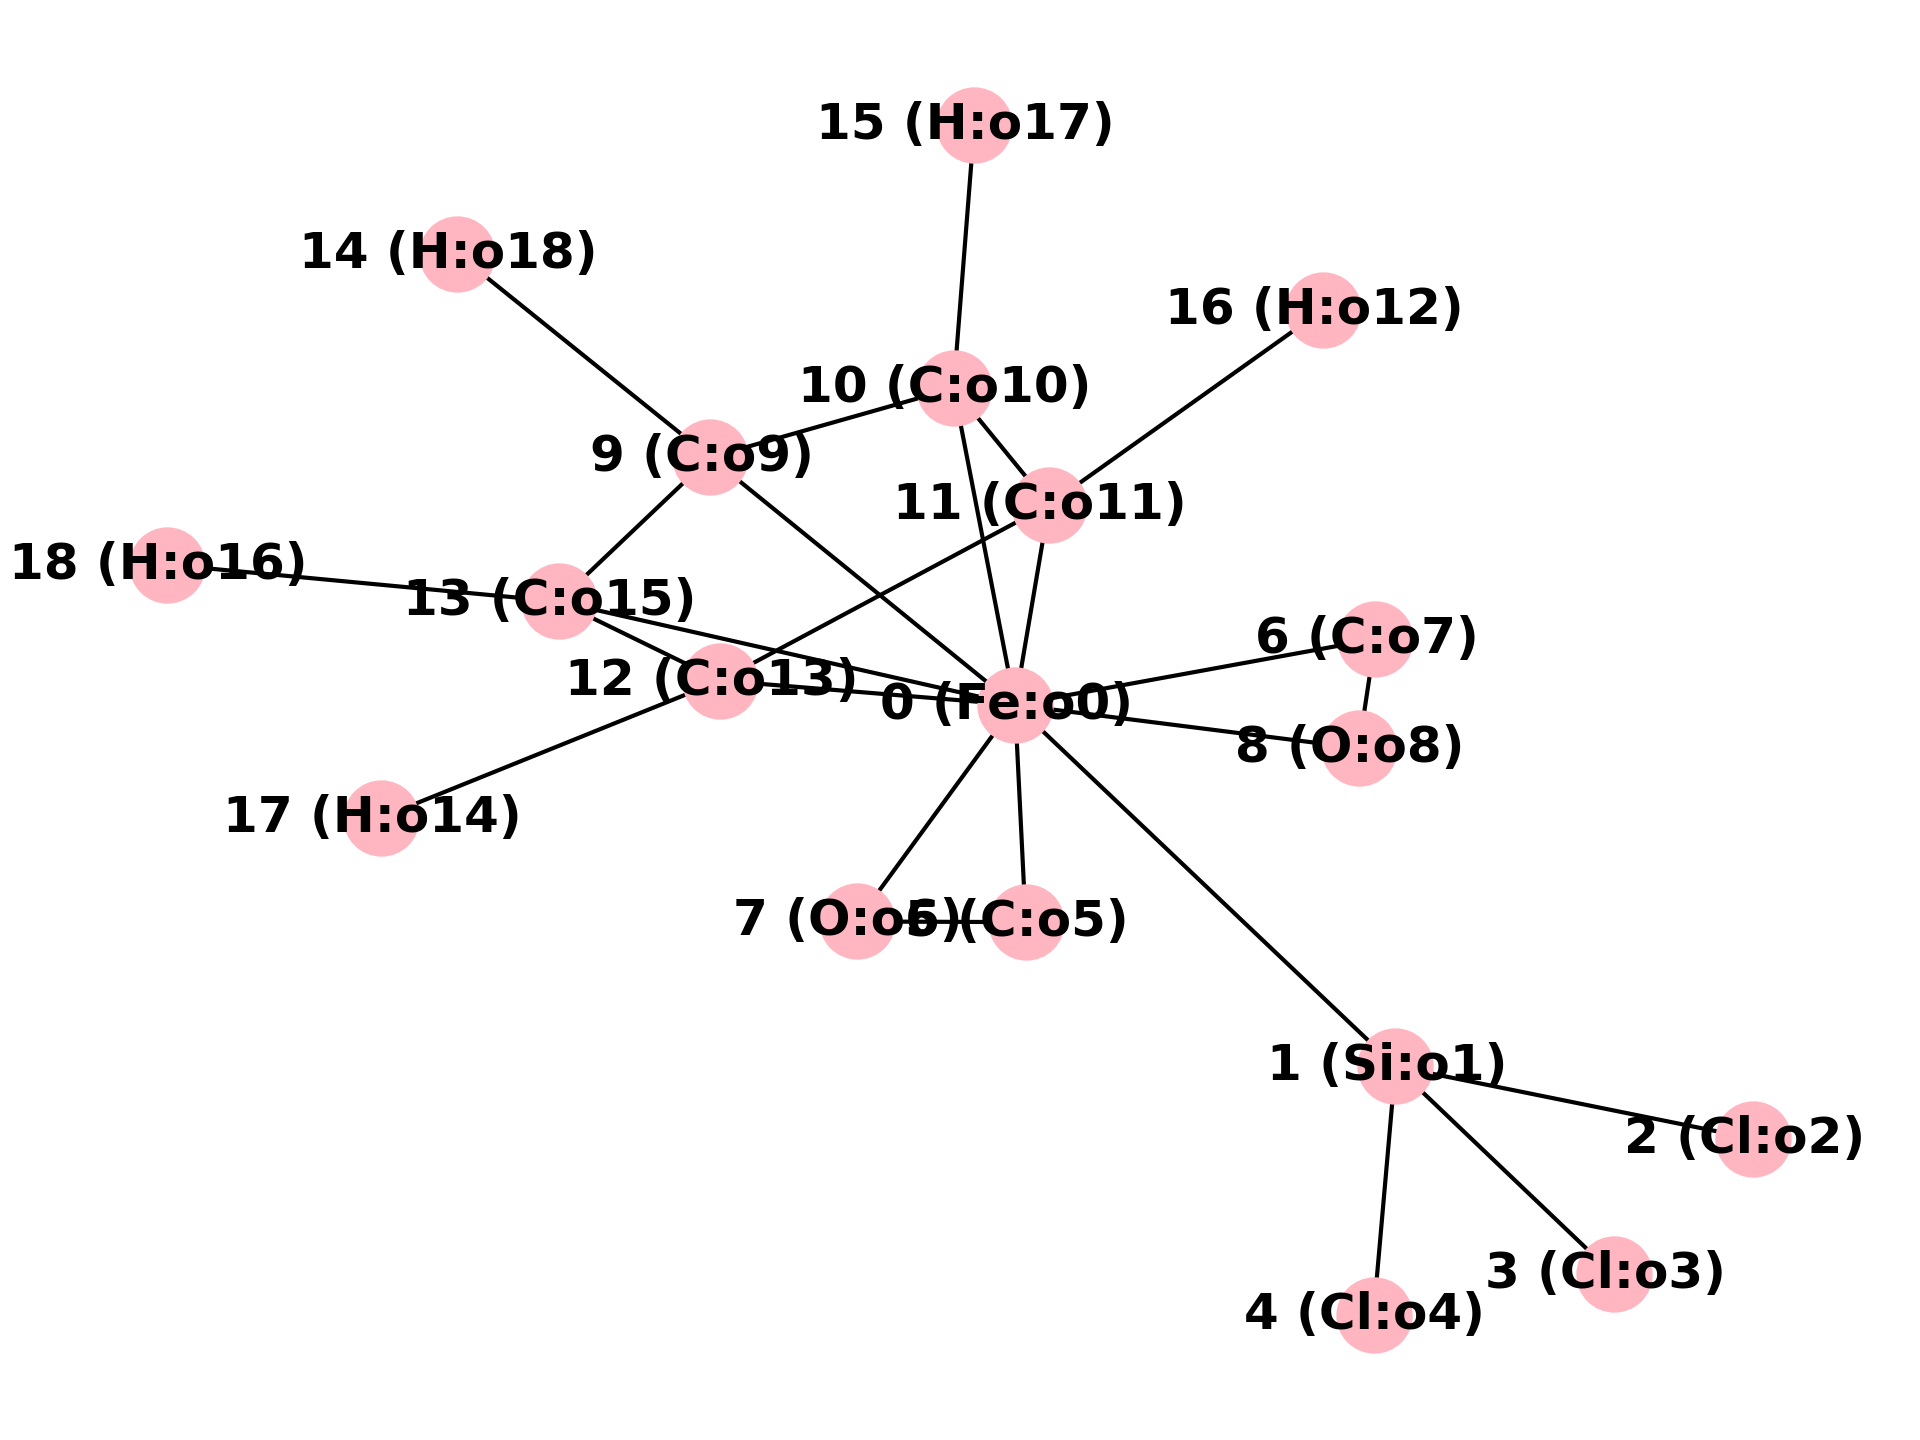 15 (H:o17)
14 (H:o18)
16 (H:o12)
10 (C:o10)
9 (C:o9)
11 (C:o11)
18 (H:o16)
13 (C:o15)
6 (C:o7)
12 (C:o13)
0 (Fe:o0)
8 (O:o8)
17 (H:o14)
7 (O:o6)
5 (C:o5)
1 (Si:o1)
2 (Cl:o2)
3 (Cl:o3)
4 (Cl:o4)